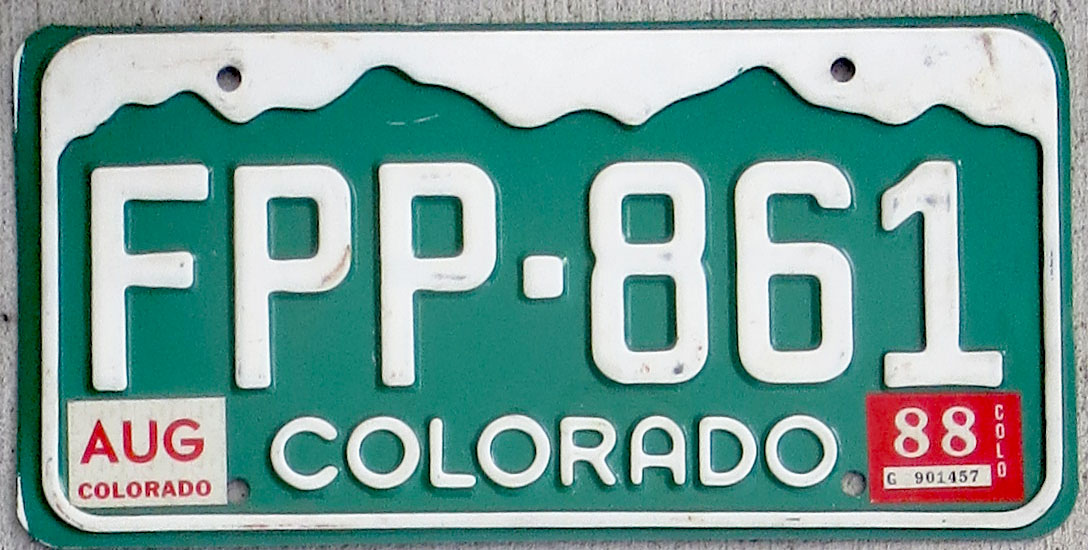 FPP·861
AUG
COLORADO
COLORADO
88
COLO
G 901457